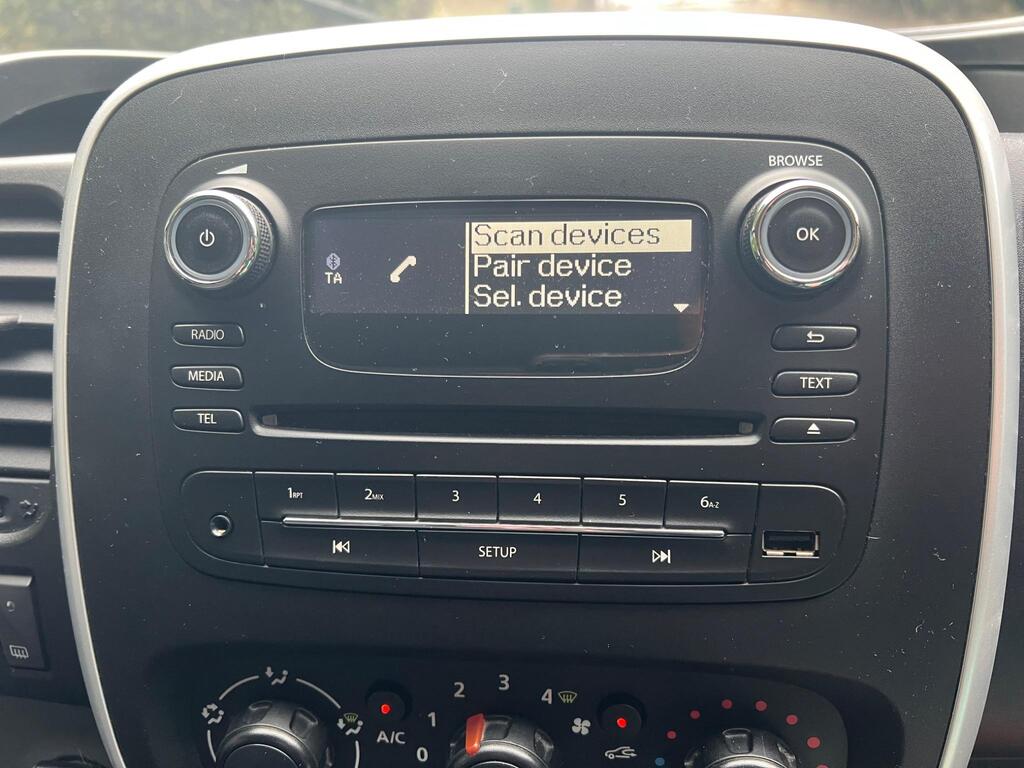 BROWSE
Scan devices
OK
TA
Pair device
Sel. device
RADIO
MEDIA
TEXT
TEL
1RPT 2MIX 3 4 5 6A-Z
SETUP
2 3 4
1
A/C
0